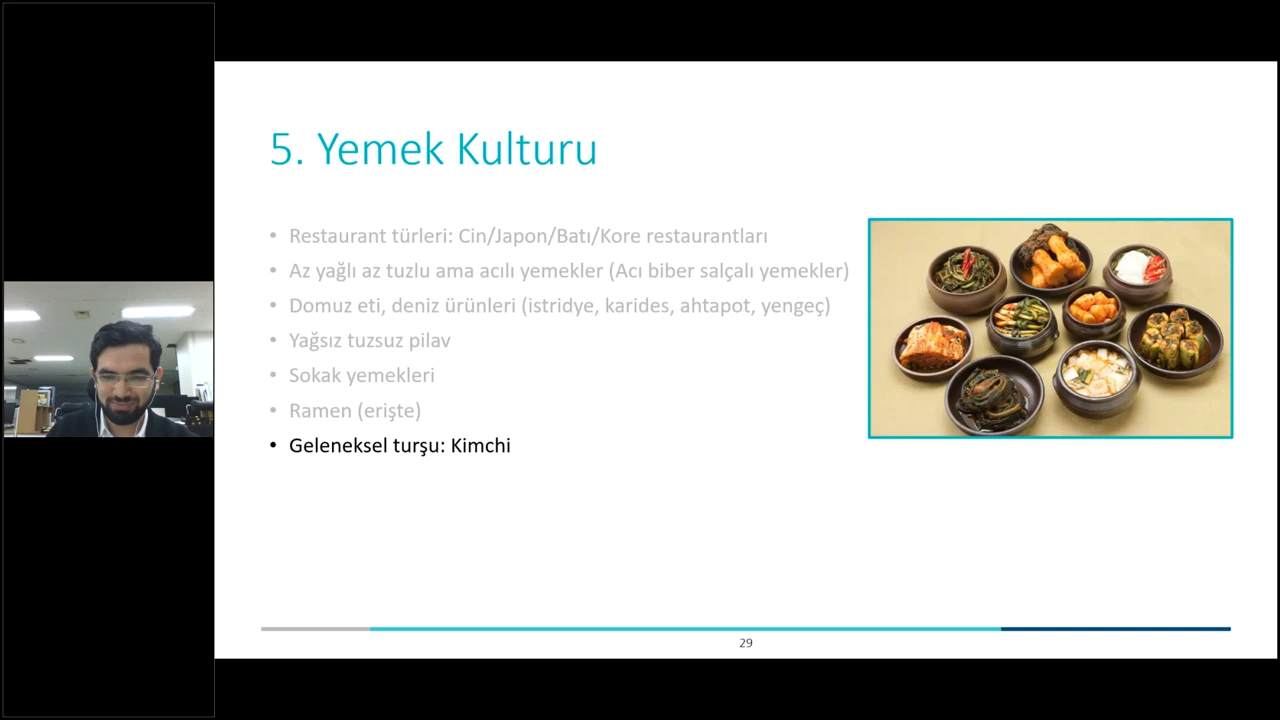 5. Yemek Kulturu
• Restaurant türleri: Cin/Japon/Batı/Kore restaurantları
• Az yağlı az tuzlu ama acılı yemekler (Acı biber salçalı yemekler)
• Domuz eti, deniz ürünleri (istridye, karides, ahtapot, yengeç)
• Yağsız tuzsuz pilav
• Sokak yemekleri
• Ramen (erişte)
• Geleneksel turşu: Kimchi
29